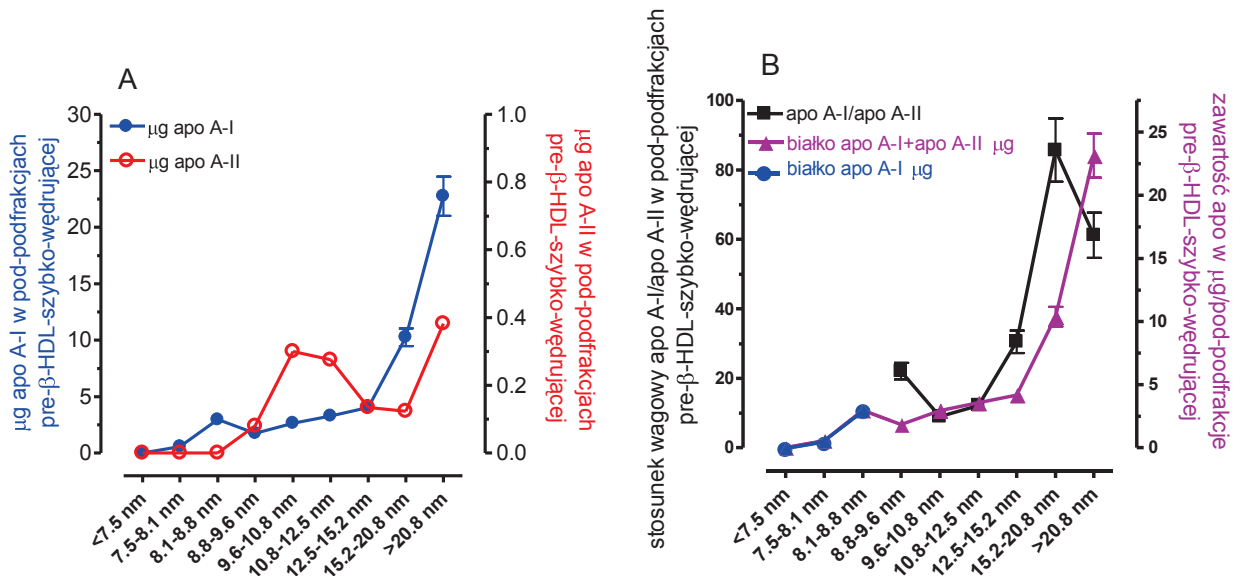 A
μg apo A-I w pod-podfrakcjach
pre-β-HDL-szybko-wędrującej
30
25
20
15
10
5
0
μg apo A-I
μg apo A-II
1.0
0.8
0.6
0.4
0.2
0.0
μg apo A-II w pod-podfrakcjach
pre-β-HDL-szybko-wędrującej
<7.5 nm
7.5-8.1 nm
8.1-8.8 nm
8.8-9.6 nm
9.6-10.8 nm
10.8-12.5 nm
12.5-15.2 nm
15.2-20.8 nm
>20.8 nm
B
stosunek wagowy apo A-I/apo A-II w pod-podfrakcjach
pre-β-HDL-szybko-wędrującej
100
80
60
40
20
0
apo A-I/apo A-II
białko apo A-I+apo A-II μg
białko apo A-I μg
25
20
15
10
5
0
zawartość apo w μg/pod-podfrakcje
pre-β-HDL-szybko-wędrującej
<7.5 nm
7.5-8.1 nm
8.1-8.8 nm
8.8-9.6 nm
9.6-10.8 nm
10.8-12.5 nm
12.5-15.2 nm
15.2-20.8 nm
>20.8 nm